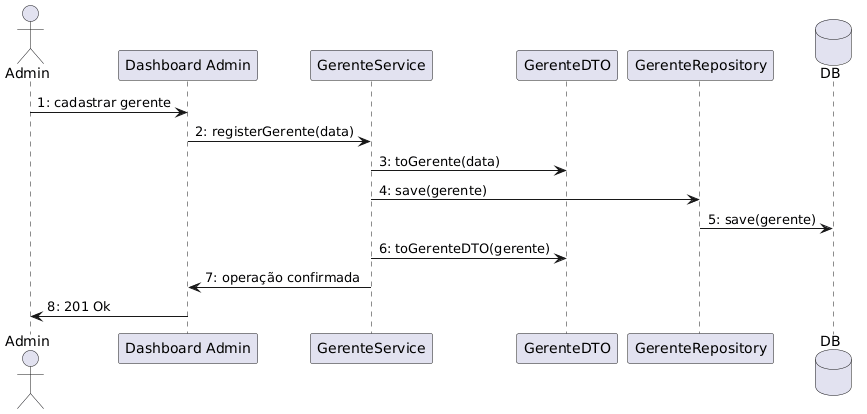 Admin
Dashboard Admin
GerenteService
GerenteDTO
GerenteRepository
DB
1: cadastrar gerente
2: registerGerente(data)
3: toGerente(data)
4: save(gerente)
5: save(gerente)
6: toGerenteDTO(gerente)
7: operação confirmada
8: 201 Ok
Admin
Dashboard Admin
GerenteService
GerenteDTO
GerenteRepository
DB